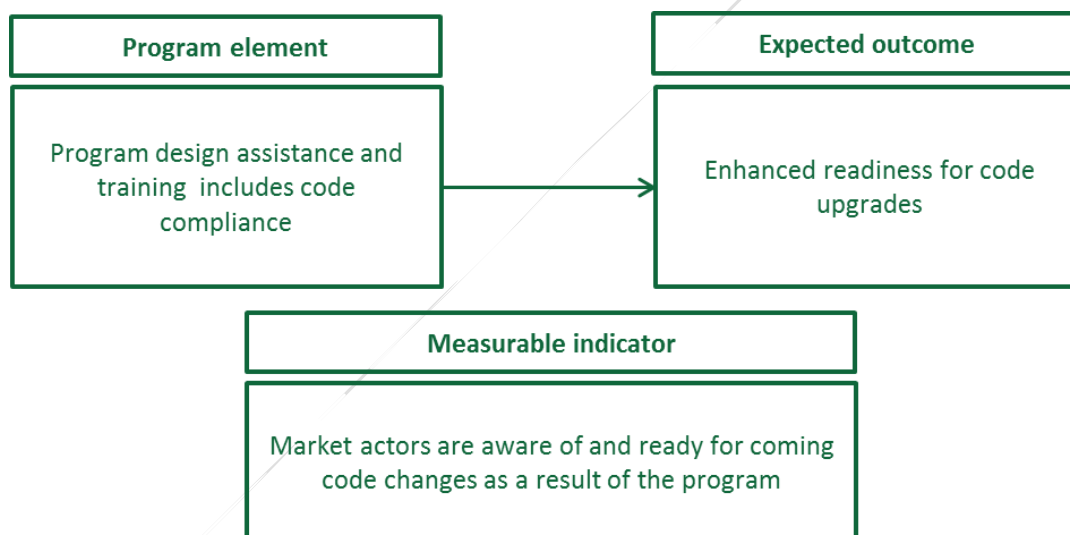 Program element
Program design assistance and
training  includes code
compliance
Expected outcome
Enhanced readiness for code
upgrades
Measurable indicator
Market actors are aware of and ready for coming
code changes as a result of the program